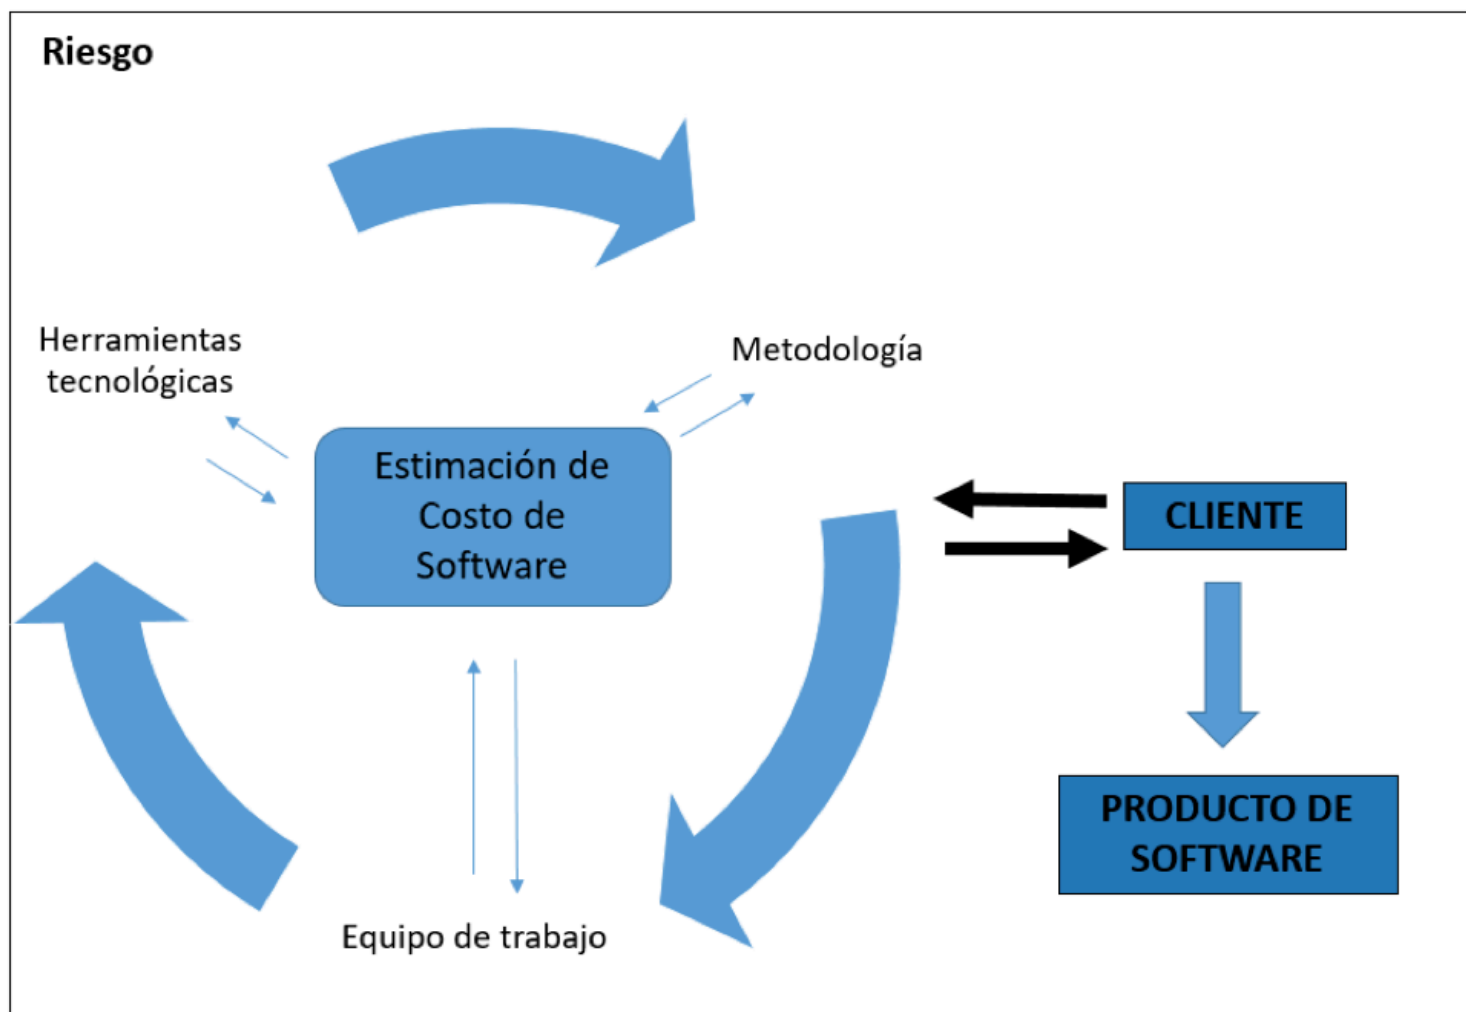 Riesgo
Herramientas
tecnológicas
Metodología
Estimación de
Costo de
Software
CLIENTE
PRODUCTO DE
SOFTWARE
Equipo de trabajo